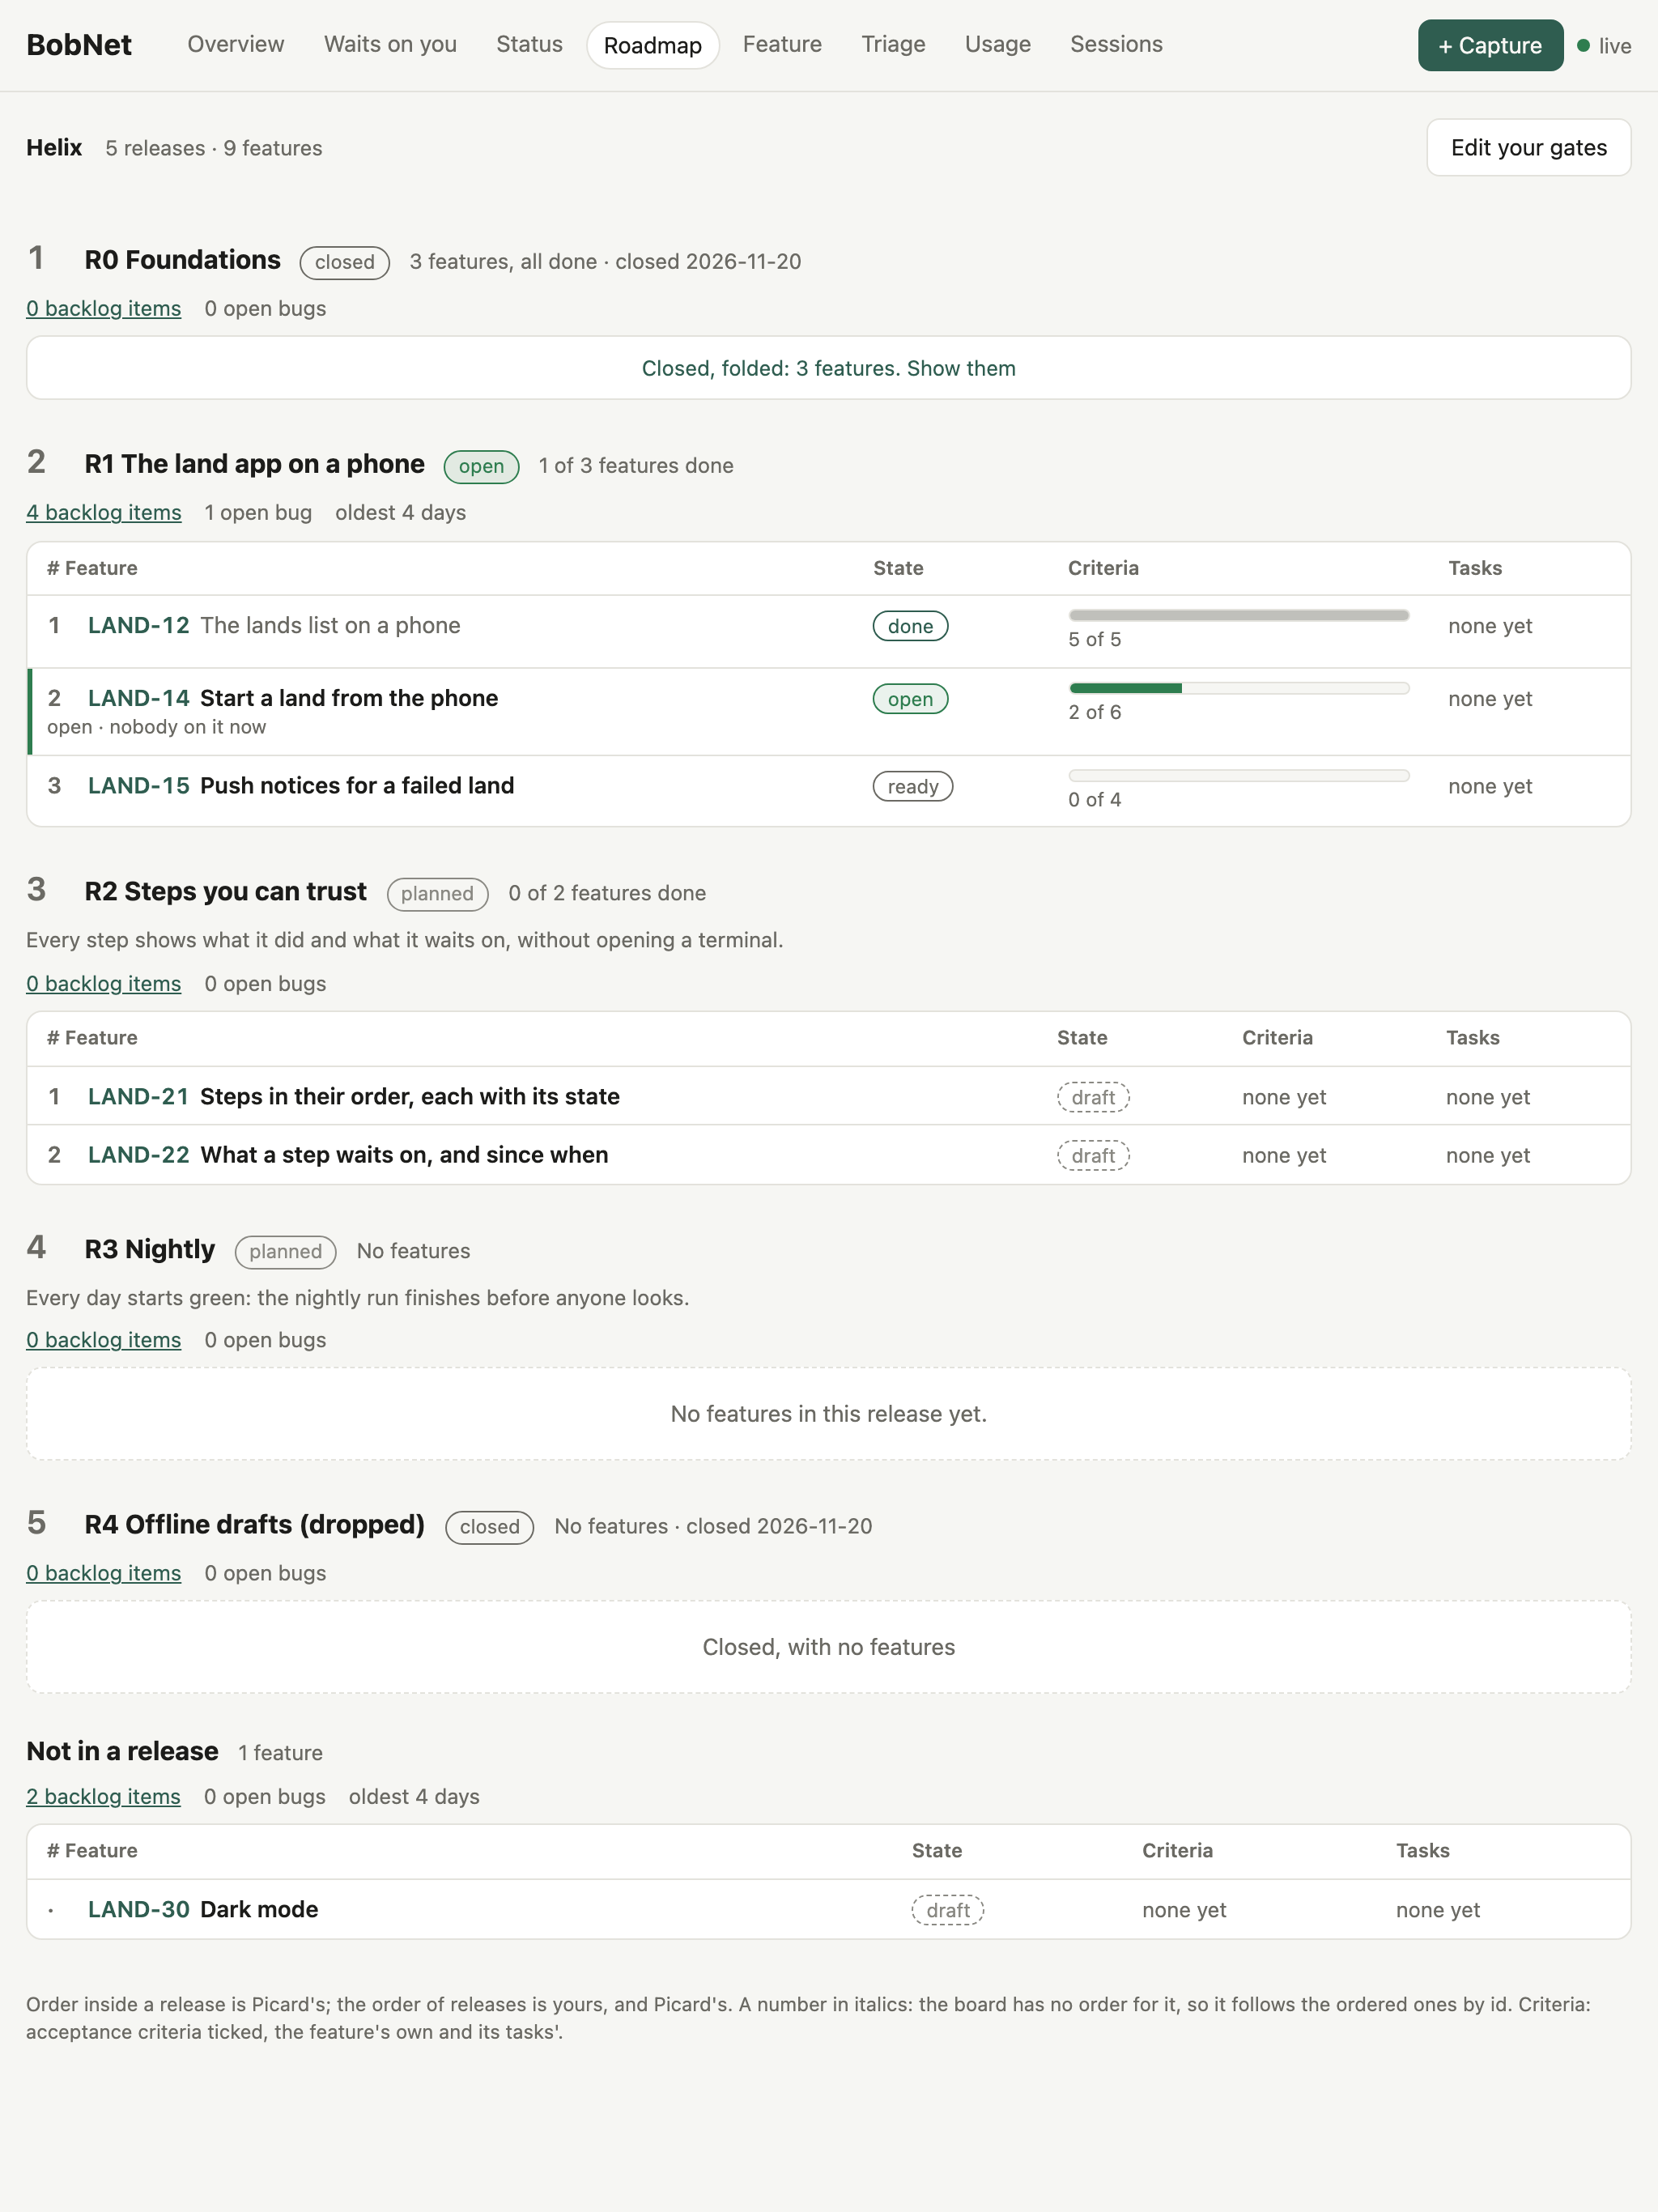 BobNet Overview Waits on you Status Roadmap Feature Triage Usage Sessions + Capture live
Helix 5 releases · 9 features Edit your gates
1 R0 Foundations closed 3 features, all done · closed 2026-11-20
0 backlog items 0 open bugs
Closed, folded: 3 features. Show them
2 R1 The land app on a phone open 1 of 3 features done
4 backlog items 1 open bug oldest 4 days
# Feature State Criteria Tasks
1 LAND-12 The lands list on a phone done 5 of 5 none yet
2 LAND-14 Start a land from the phone open 2 of 6 none yet
open · nobody on it now
3 LAND-15 Push notices for a failed land ready 0 of 4 none yet
3 R2 Steps you can trust planned 0 of 2 features done
Every step shows what it did and what it waits on, without opening a terminal.
0 backlog items 0 open bugs
# Feature State Criteria Tasks
1 LAND-21 Steps in their order, each with its state draft none yet none yet
2 LAND-22 What a step waits on, and since when draft none yet none yet
4 R3 Nightly planned No features
Every day starts green: the nightly run finishes before anyone looks.
0 backlog items 0 open bugs
No features in this release yet.
5 R4 Offline drafts (dropped) closed No features · closed 2026-11-20
0 backlog items 0 open bugs
Closed, with no features
Not in a release 1 feature
2 backlog items 0 open bugs oldest 4 days
# Feature State Criteria Tasks
· LAND-30 Dark mode draft none yet none yet
Order inside a release is Picard's; the order of releases is yours, and Picard's. A number in italics: the board has no order for it, so it follows the ordered ones by id. Criteria:
acceptance criteria ticked, the feature's own and its tasks'.